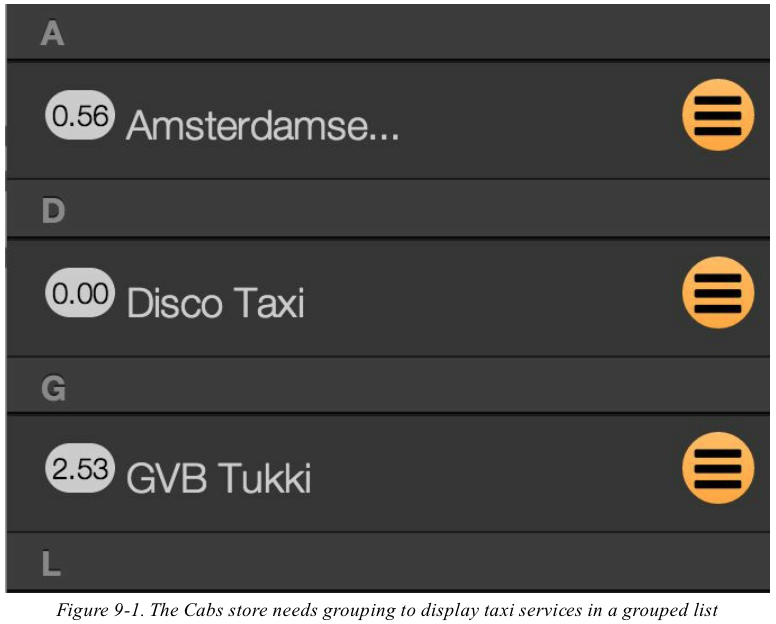 A
0.56 Amsterdamse...
D
0.00 Disco Taxi
G
2.53 GVB Tukki
L
Figure 9-1. The Cabs store needs grouping to display taxi services in a grouped list